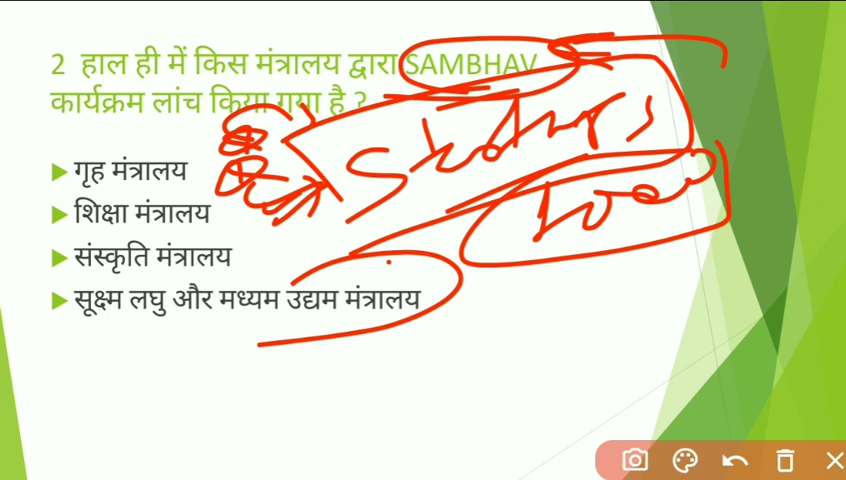 2 हाल ही में किस मंत्रालय द्वारा SAMBHAV
कार्यक्रम लांच किया गया है ?
गृह मंत्रालय
शिक्षा मंत्रालय
संस्कृति मंत्रालय
सूक्ष्म लघु और मध्यम उद्यम मंत्रालय